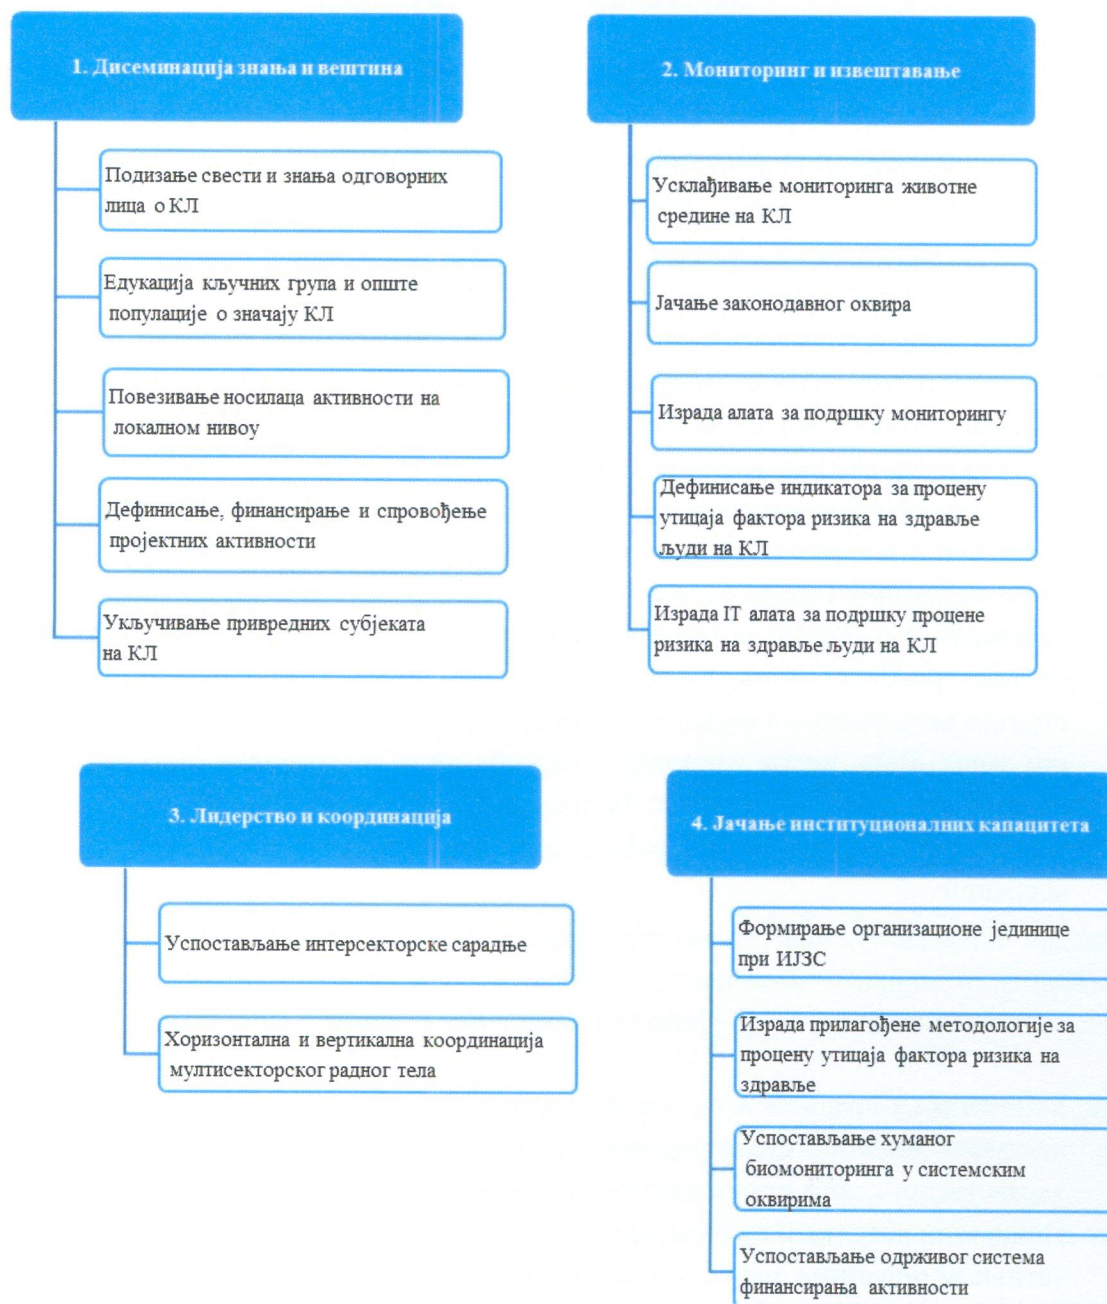 1. Дисеминација знања и вештина
Подизање свести и знања одговорних
лица о КЛ
Едукација кључних група и опште
популације о значају КЛ
Повезивање носилаца активности на
локалном нивоу
Дефинисање, финансирање и спровођење
пројектних активности
Укључивање привредних субјеката
на КЛ
2. Мониторинг и извештавање
Усклађивање мониторинга животне
средине на КЛ
Јачање законодавног оквира
Израда алата за подршку мониторингу
Дефинисање индикатора за процену
утицаја фактора ризика на здравље
људи на КЛ
Израда IT алата за подршку процене
ризика на здравље људи на КЛ
3. Лидерство и координација
Успостављање интерсекторске сарадње
Хоризонтална и вертикална координација
мултисекторског радног тела
4. Јачање институционалних капацитета
Формирање организационе јединице
при ИЈЗС
Израда прилагођене методологије за
процену утицаја фактора ризика на
здравље
Успостављање хуманог
биомониторинга у системским
оквирима
Успостављање одрживог система
финансирања активности